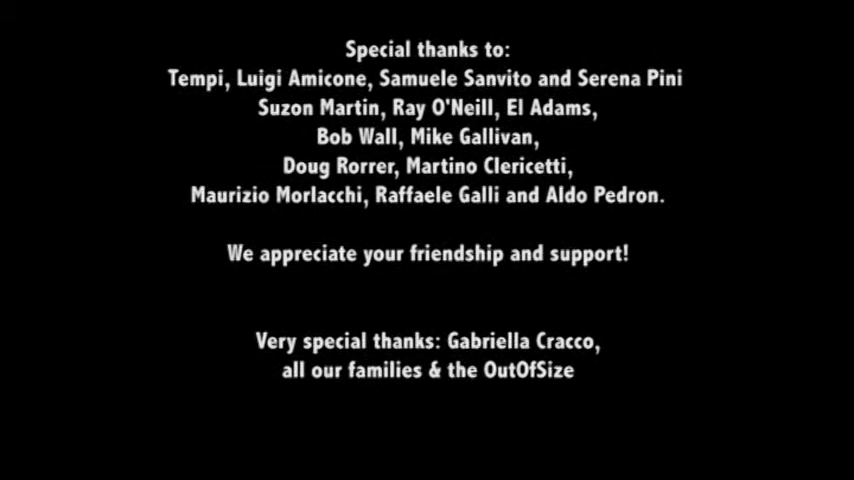 Special thanks to:
Tempi, Luigi Amicone, Samuele Sanvito and Serena Pini
Suzon Martin, Ray O'Neill, El Adams,
Bob Wall, Mike Gallivan,
Doug Rorrer, Martino Clericetti,
Maurizio Morlacchi, Raffaele Galli and Aldo Pedron.
We appreciate your friendship and support!
Very special thanks: Gabriella Cracco,
all our families & the OutOfSize